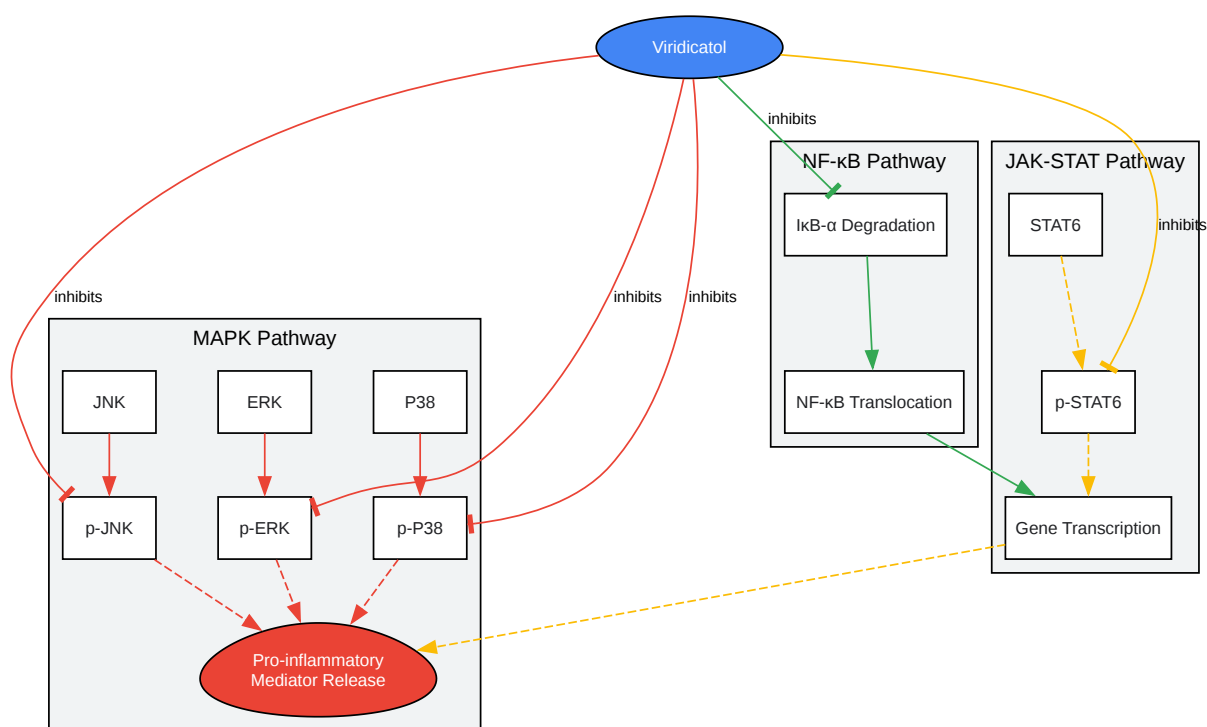 Viridicatol
inhibits
NF-κB Pathway
JAK-STAT Pathway
IκB-α Degradation
STAT6
inhibits
inhibits
inhibits
inhibits
MAPK Pathway
JNK
ERK
P38
NF-κB Translocation
p-STAT6
p-JNK
p-ERK
p-P38
Gene Transcription
Pro-inflammatory
Mediator Release